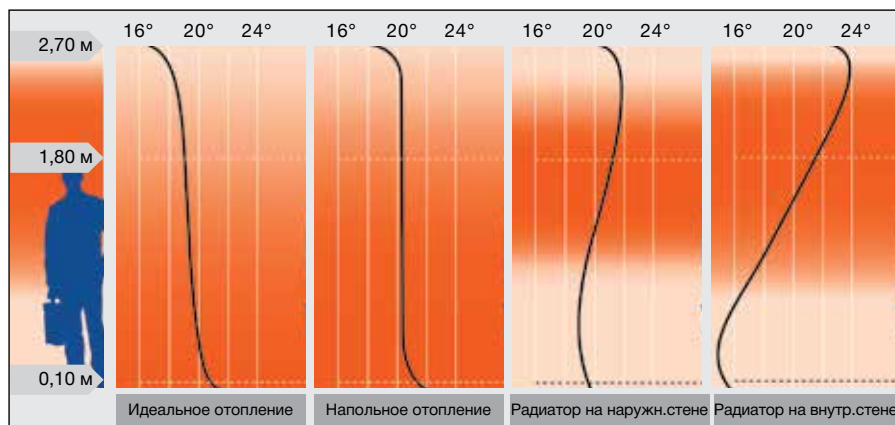 16° 20° 24° 16° 20° 24° 16° 20° 24° 16° 20° 24°
2,70 м
1,80 м
0,10 м
Идеальное отопление Напольное отопление Радиатор на наружн.стене Радиатор на внутр.стене